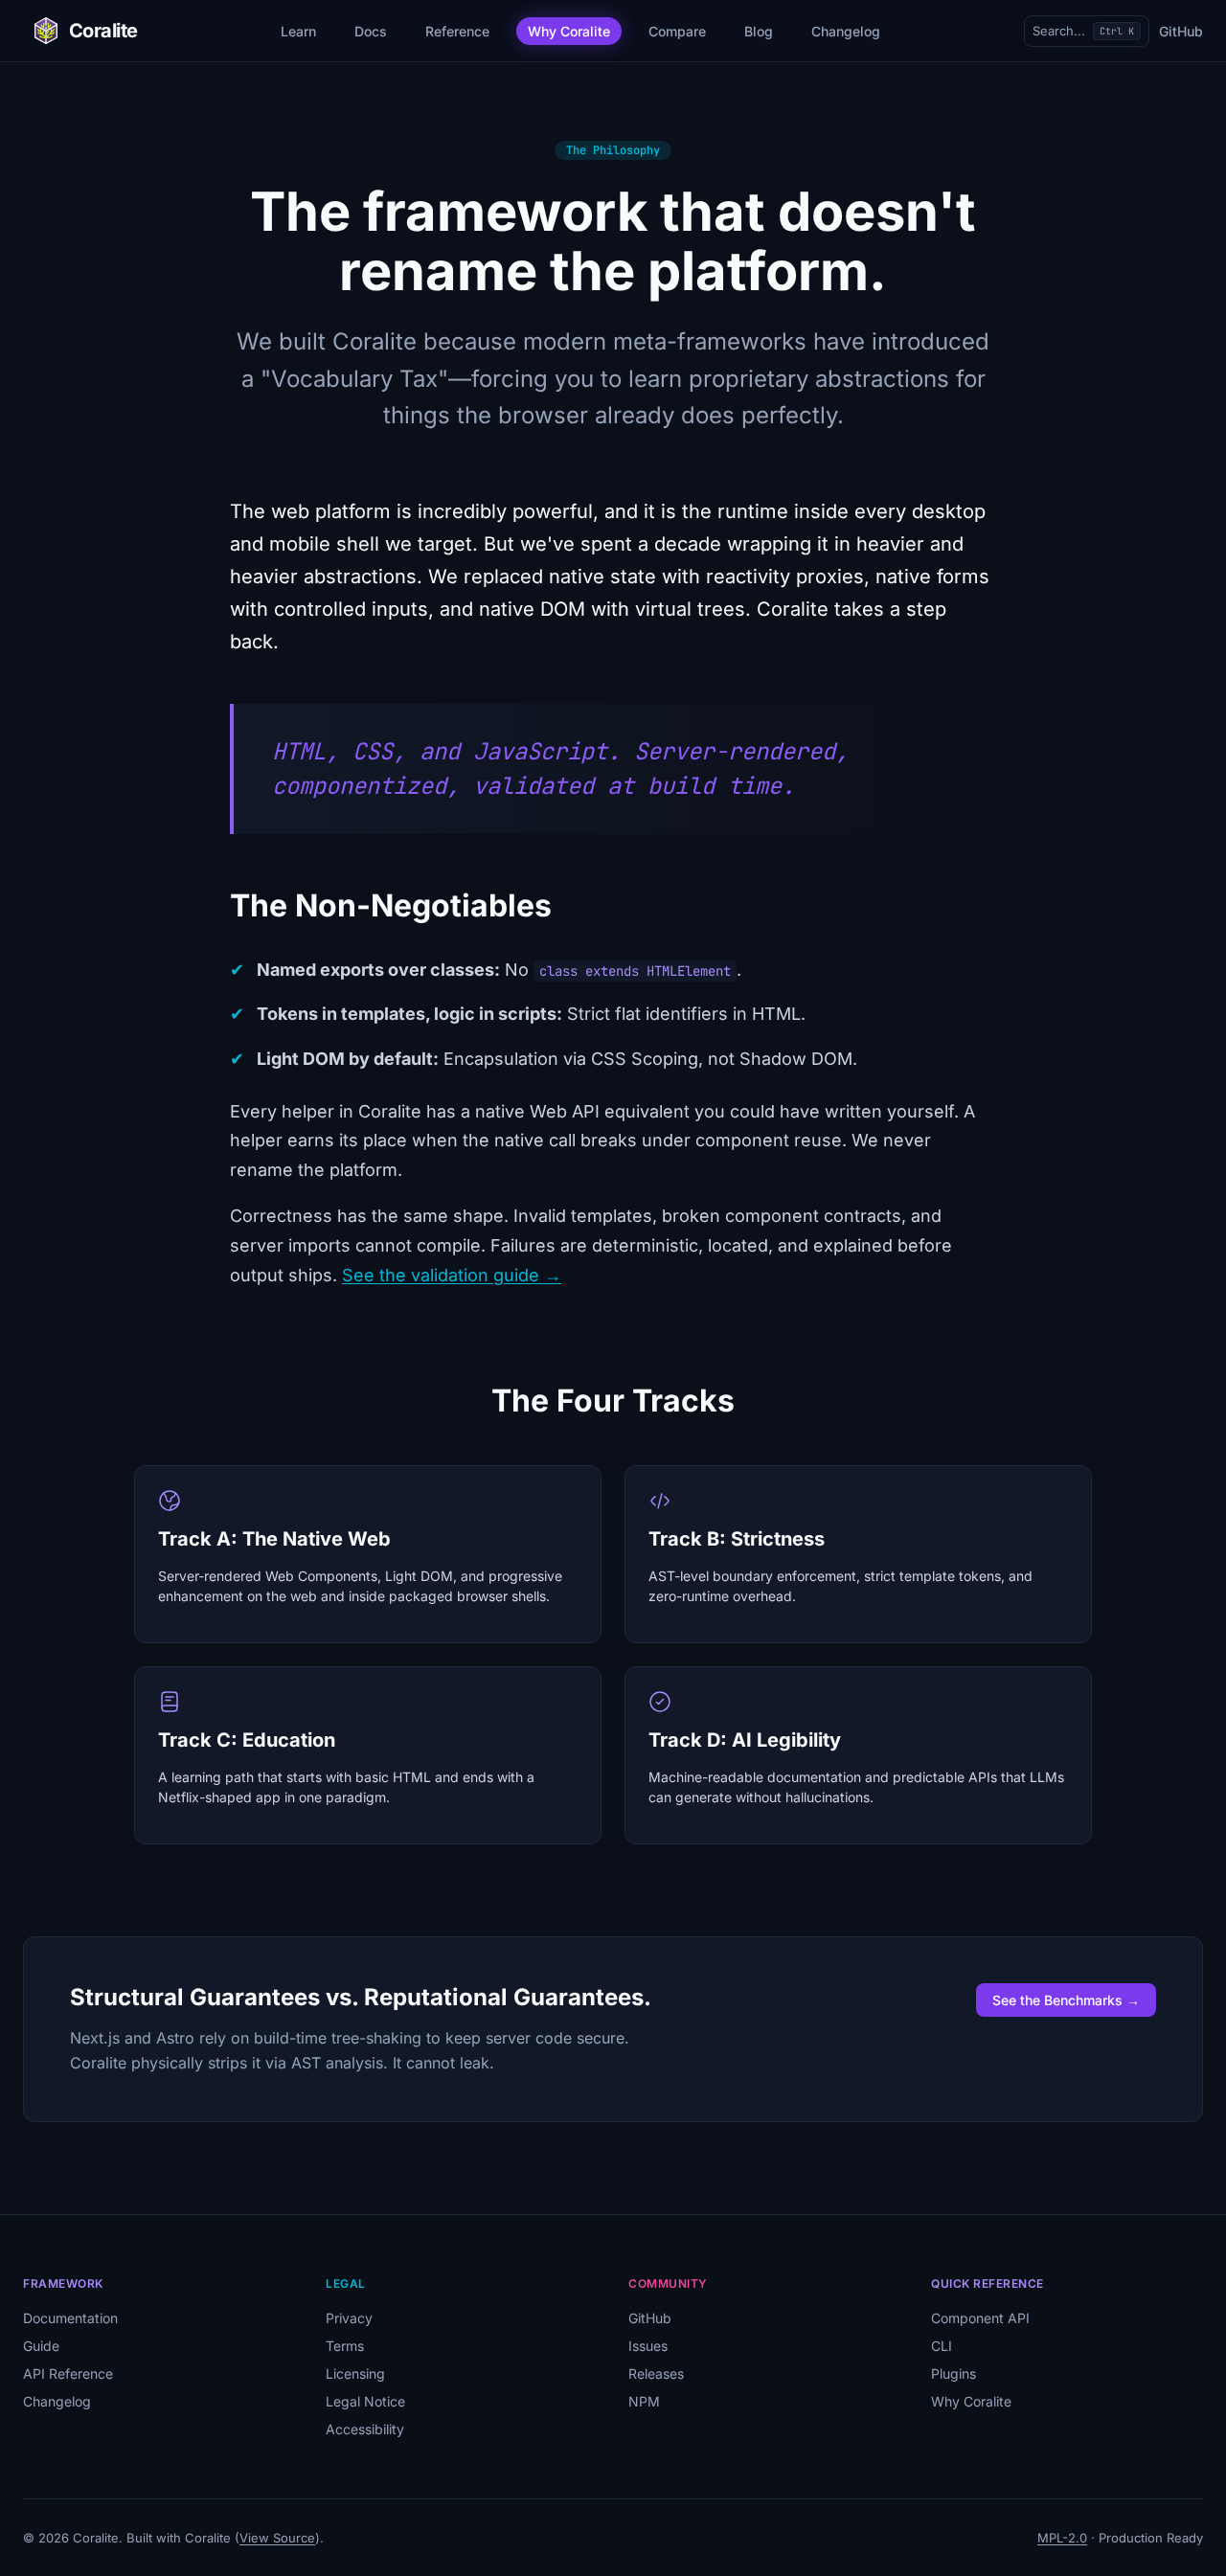 Coralite
Learn
Docs
Reference
Why Coralite
Compare
Blog
Changelog
Search...
Ctrl K
GitHub
The Philosophy
The framework that doesn't
rename the platform.
We built Coralite because modern meta-frameworks have introduced
a "Vocabulary Tax"—forcing you to learn proprietary abstractions for
things the browser already does perfectly.
The web platform is incredibly powerful, and it is the runtime inside every desktop
and mobile shell we target. But we've spent a decade wrapping it in heavier and
heavier abstractions. We replaced native state with reactivity proxies, native forms
with controlled inputs, and native DOM with virtual trees. Coralite takes a step
back.
HTML, CSS, and JavaScript. Server-rendered,
componentized, validated at build time.
The Non-Negotiables
✔ Named exports over classes: No class extends HTMLElement.
✔ Tokens in templates, logic in scripts: Strict flat identifiers in HTML.
✔ Light DOM by default: Encapsulation via CSS Scoping, not Shadow DOM.
Every helper in Coralite has a native Web API equivalent you could have written yourself. A
helper earns its place when the native call breaks under component reuse. We never
rename the platform.
Correctness has the same shape. Invalid templates, broken component contracts, and
server imports cannot compile. Failures are deterministic, located, and explained before
output ships. See the validation guide →
The Four Tracks
Track A: The Native Web
Server-rendered Web Components, Light DOM, and progressive
enhancement on the web and inside packaged browser shells.
Track B: Strictness
AST-level boundary enforcement, strict template tokens, and
zero-runtime overhead.
Track C: Education
A learning path that starts with basic HTML and ends with a
Netflix-shaped app in one paradigm.
Track D: AI Legibility
Machine-readable documentation and predictable APIs that LLMs
can generate without hallucinations.
Structural Guarantees vs. Reputational Guarantees.
Next.js and Astro rely on build-time tree-shaking to keep server code secure.
Coralite physically strips it via AST analysis. It cannot leak.
See the Benchmarks →
FRAMEWORK
Documentation
Guide
API Reference
Changelog
LEGAL
Privacy
Terms
Licensing
Legal Notice
Accessibility
COMMUNITY
GitHub
Issues
Releases
NPM
QUICK REFERENCE
Component API
CLI
Plugins
Why Coralite
© 2026 Coralite. Built with Coralite (View Source).
MPL-2.0 · Production Ready